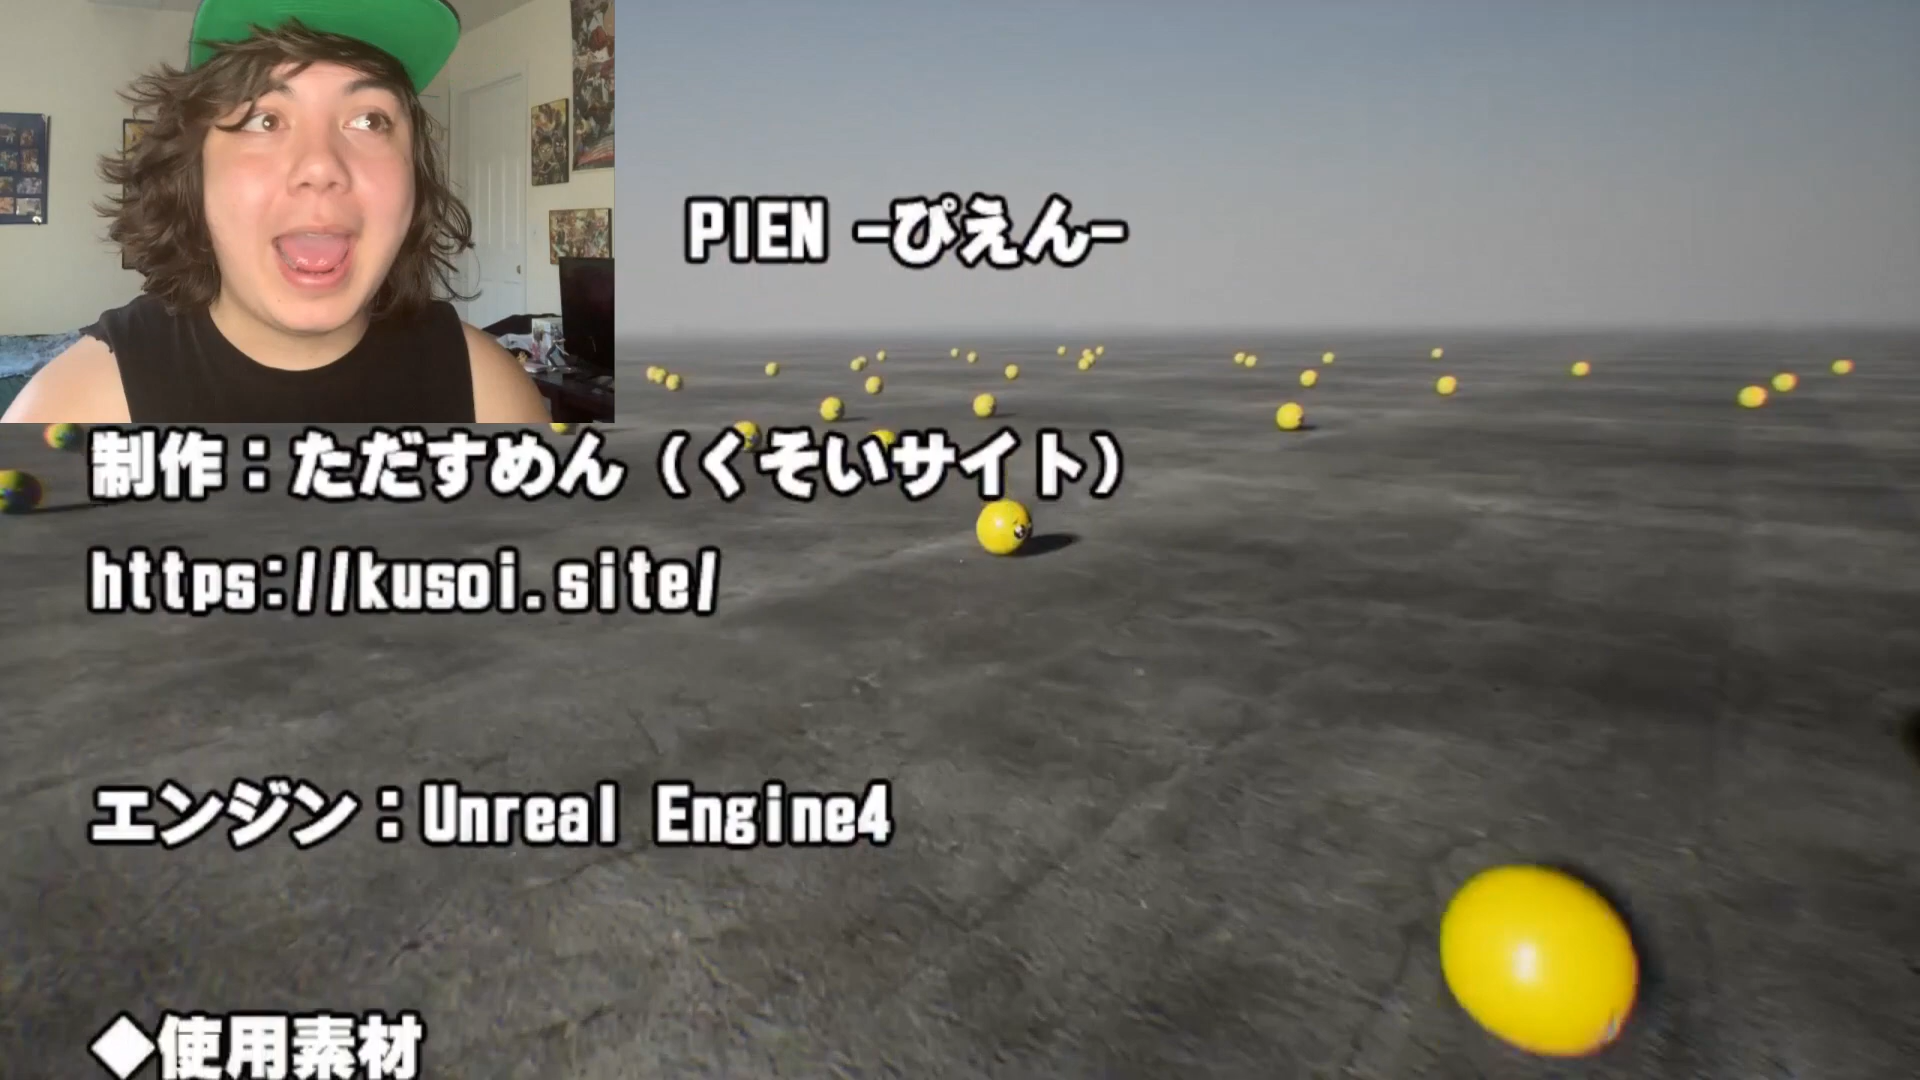 PIEN -ぴえん-
制作：ただすめん（くそいサイト）
https://kusoi.site/
エンジン：Unreal Engine4
◆使用素材